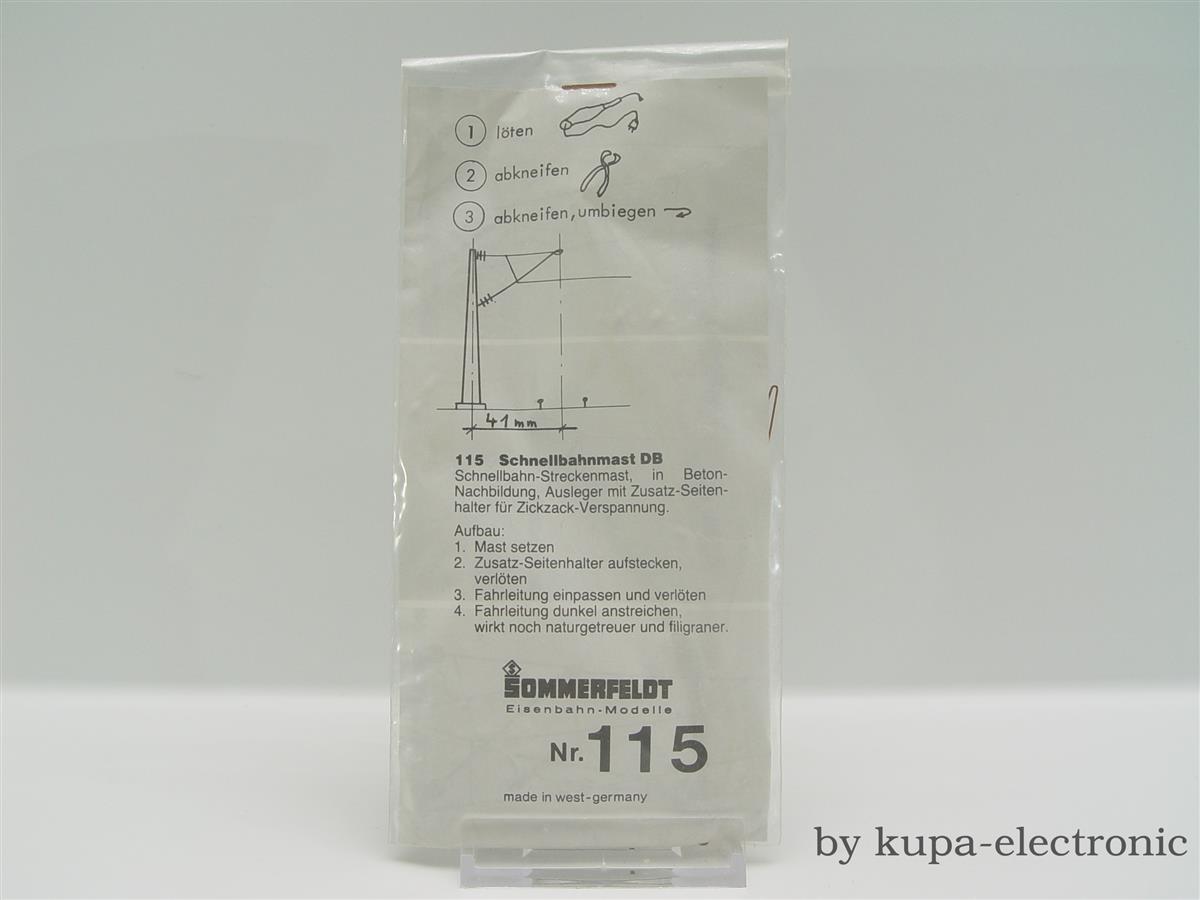 1 löten
2 abkneifen
3 abkneifen, umbiegen
41 mm
115 Schnellbahnmast DB
Schnellbahn-Streckenmast, in Beton-
Nachbildung, Ausleger mit Zusatz-Seiten-
halter für Zickzack-Verspannung.
Aufbau:
1. Mast setzen
2. Zusatz-Seitenhalter aufstecken,
verlöten
3. Fahrleitung einpassen und verlöten
4. Fahrleitung dunkel anstreichen,
wirkt noch naturgetreuer und filigraner.
S
SOMMERFELDT
Eisenbahn-Modelle
Nr. 115
made in west-germany
by kupa-electronic